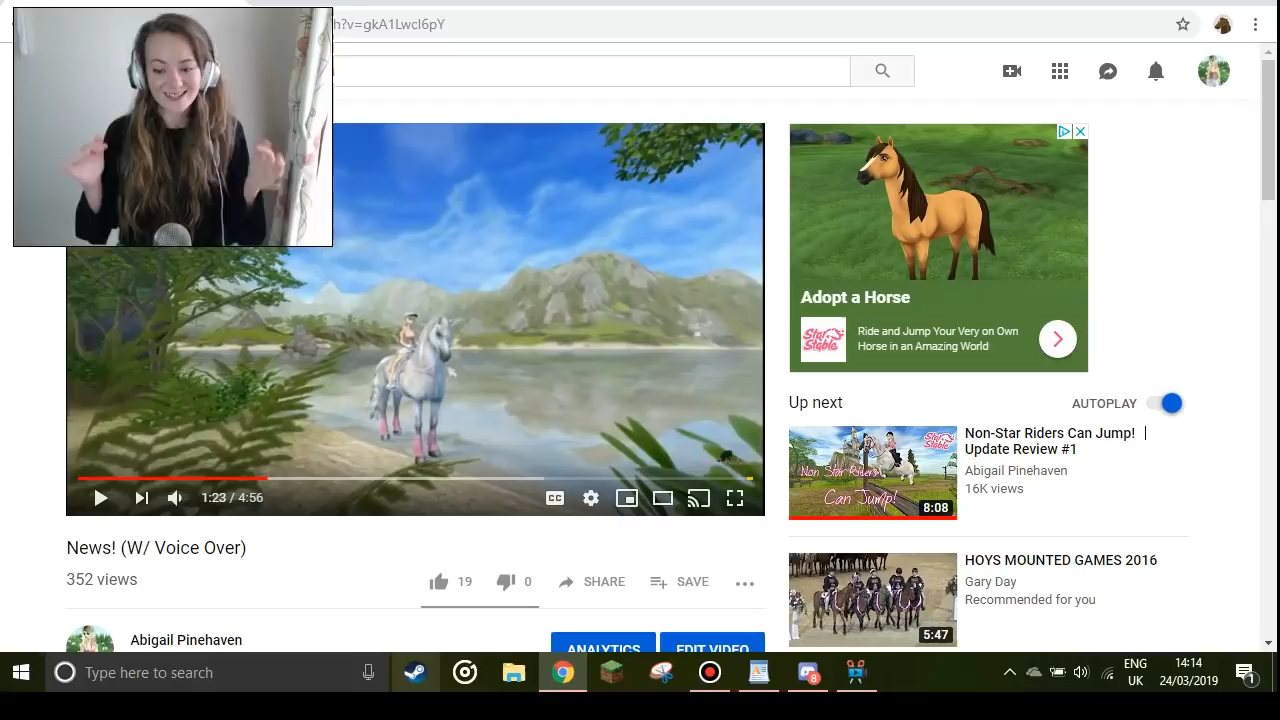 h?v=gkA1Lwcl6pY
Adopt a Horse
Star Stable
Ride and Jump Your Very on Own
Horse in an Amazing World
Up next
AUTOPLAY
Non-Star Riders Can Jump! |
Update Review #1
Abigail Pinehaven
16K views
Star Stable
Non Star Riders
Can Jump!
8:08
1:23 / 4:56
CC
News! (W/ Voice Over)
352 views
19
0
SHARE
SAVE
HOYS MOUNTED GAMES 2016
Gary Day
Recommended for you
5:47
Abigail Pinehaven
ANALYTICS
EDIT VIDEO
Type here to search
8
ENG
UK
14:14
24/03/2019
1